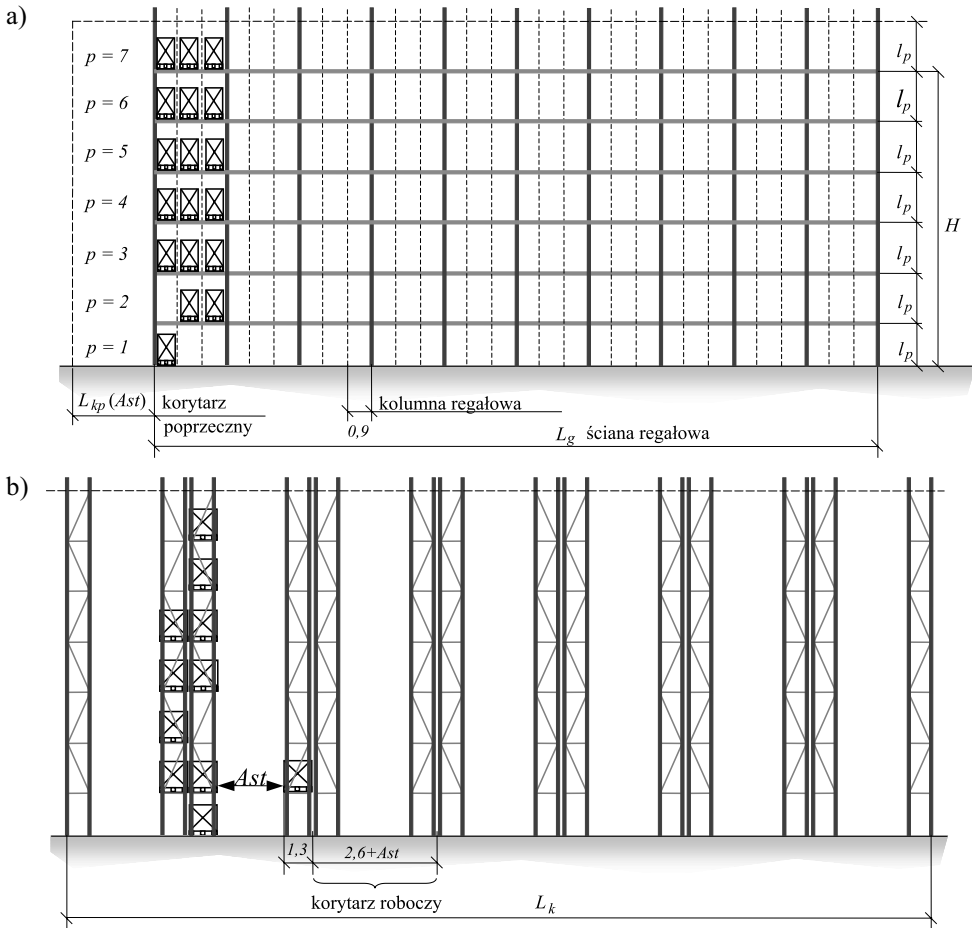 a)
p = 7
l_p
p = 6
l_p
p = 5
l_p
p = 4
l_p
H
p = 3
l_p
p = 2
l_p
p = 1
l_p
L_kp (Ast)
korytarz
poprzeczny
kolumna regałowa
0,9
L_g ściana regałowa
b)
Ast
1,3
2,6+Ast
korytarz roboczy
L_k